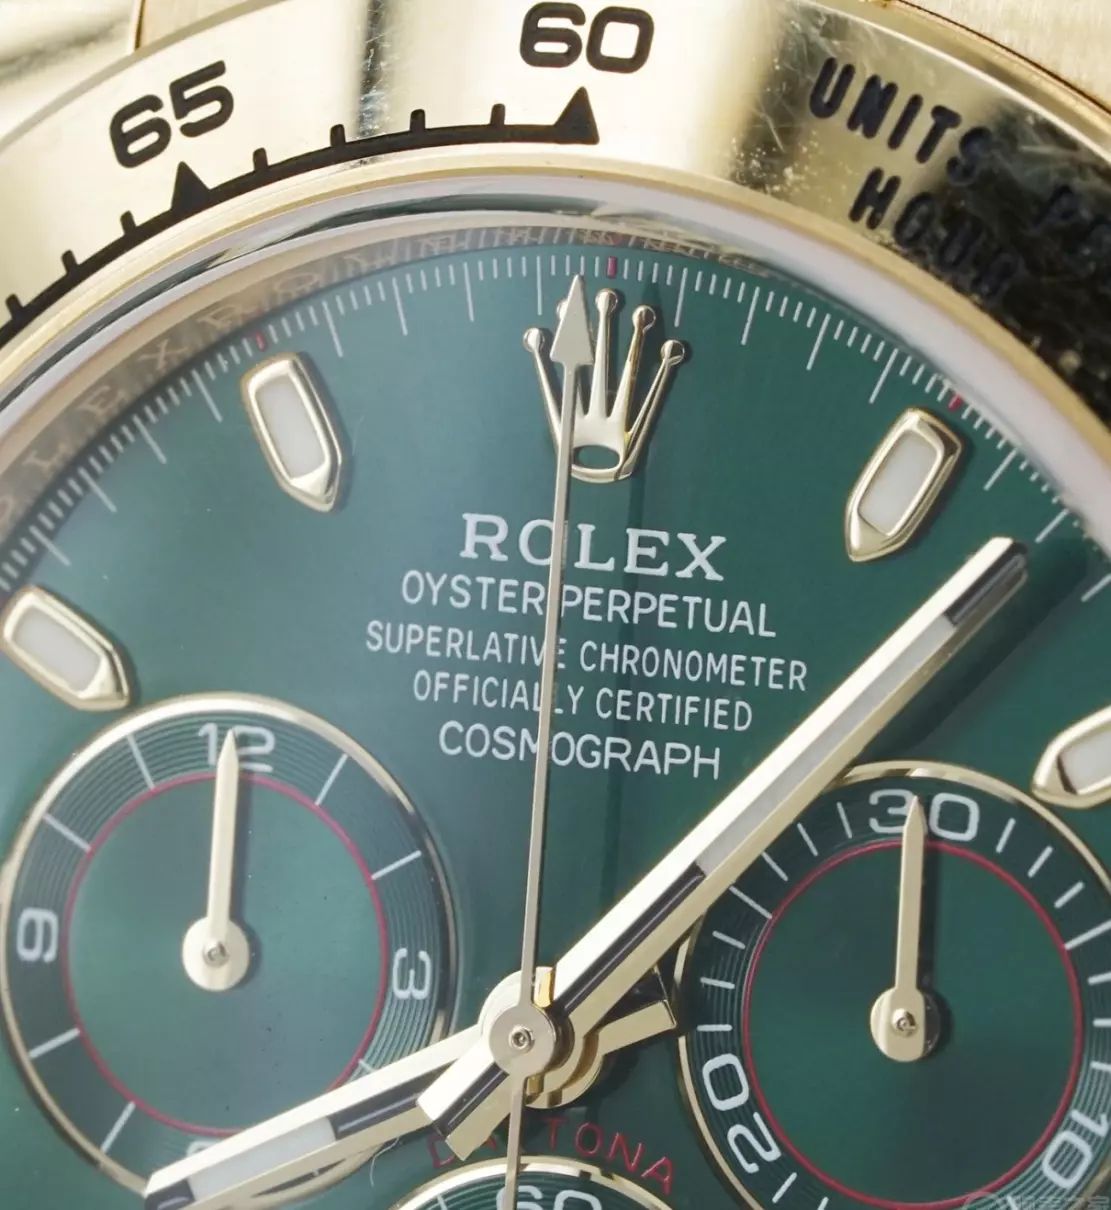 60
65
UNITS
HOUR
ROLEX
OYSTER PERPETUAL
SUPERLATIVE CHRONOMETER
OFFICIALLY CERTIFIED
COSMOGRAPH
12
30
9
3
20
10
DAYTONA
60